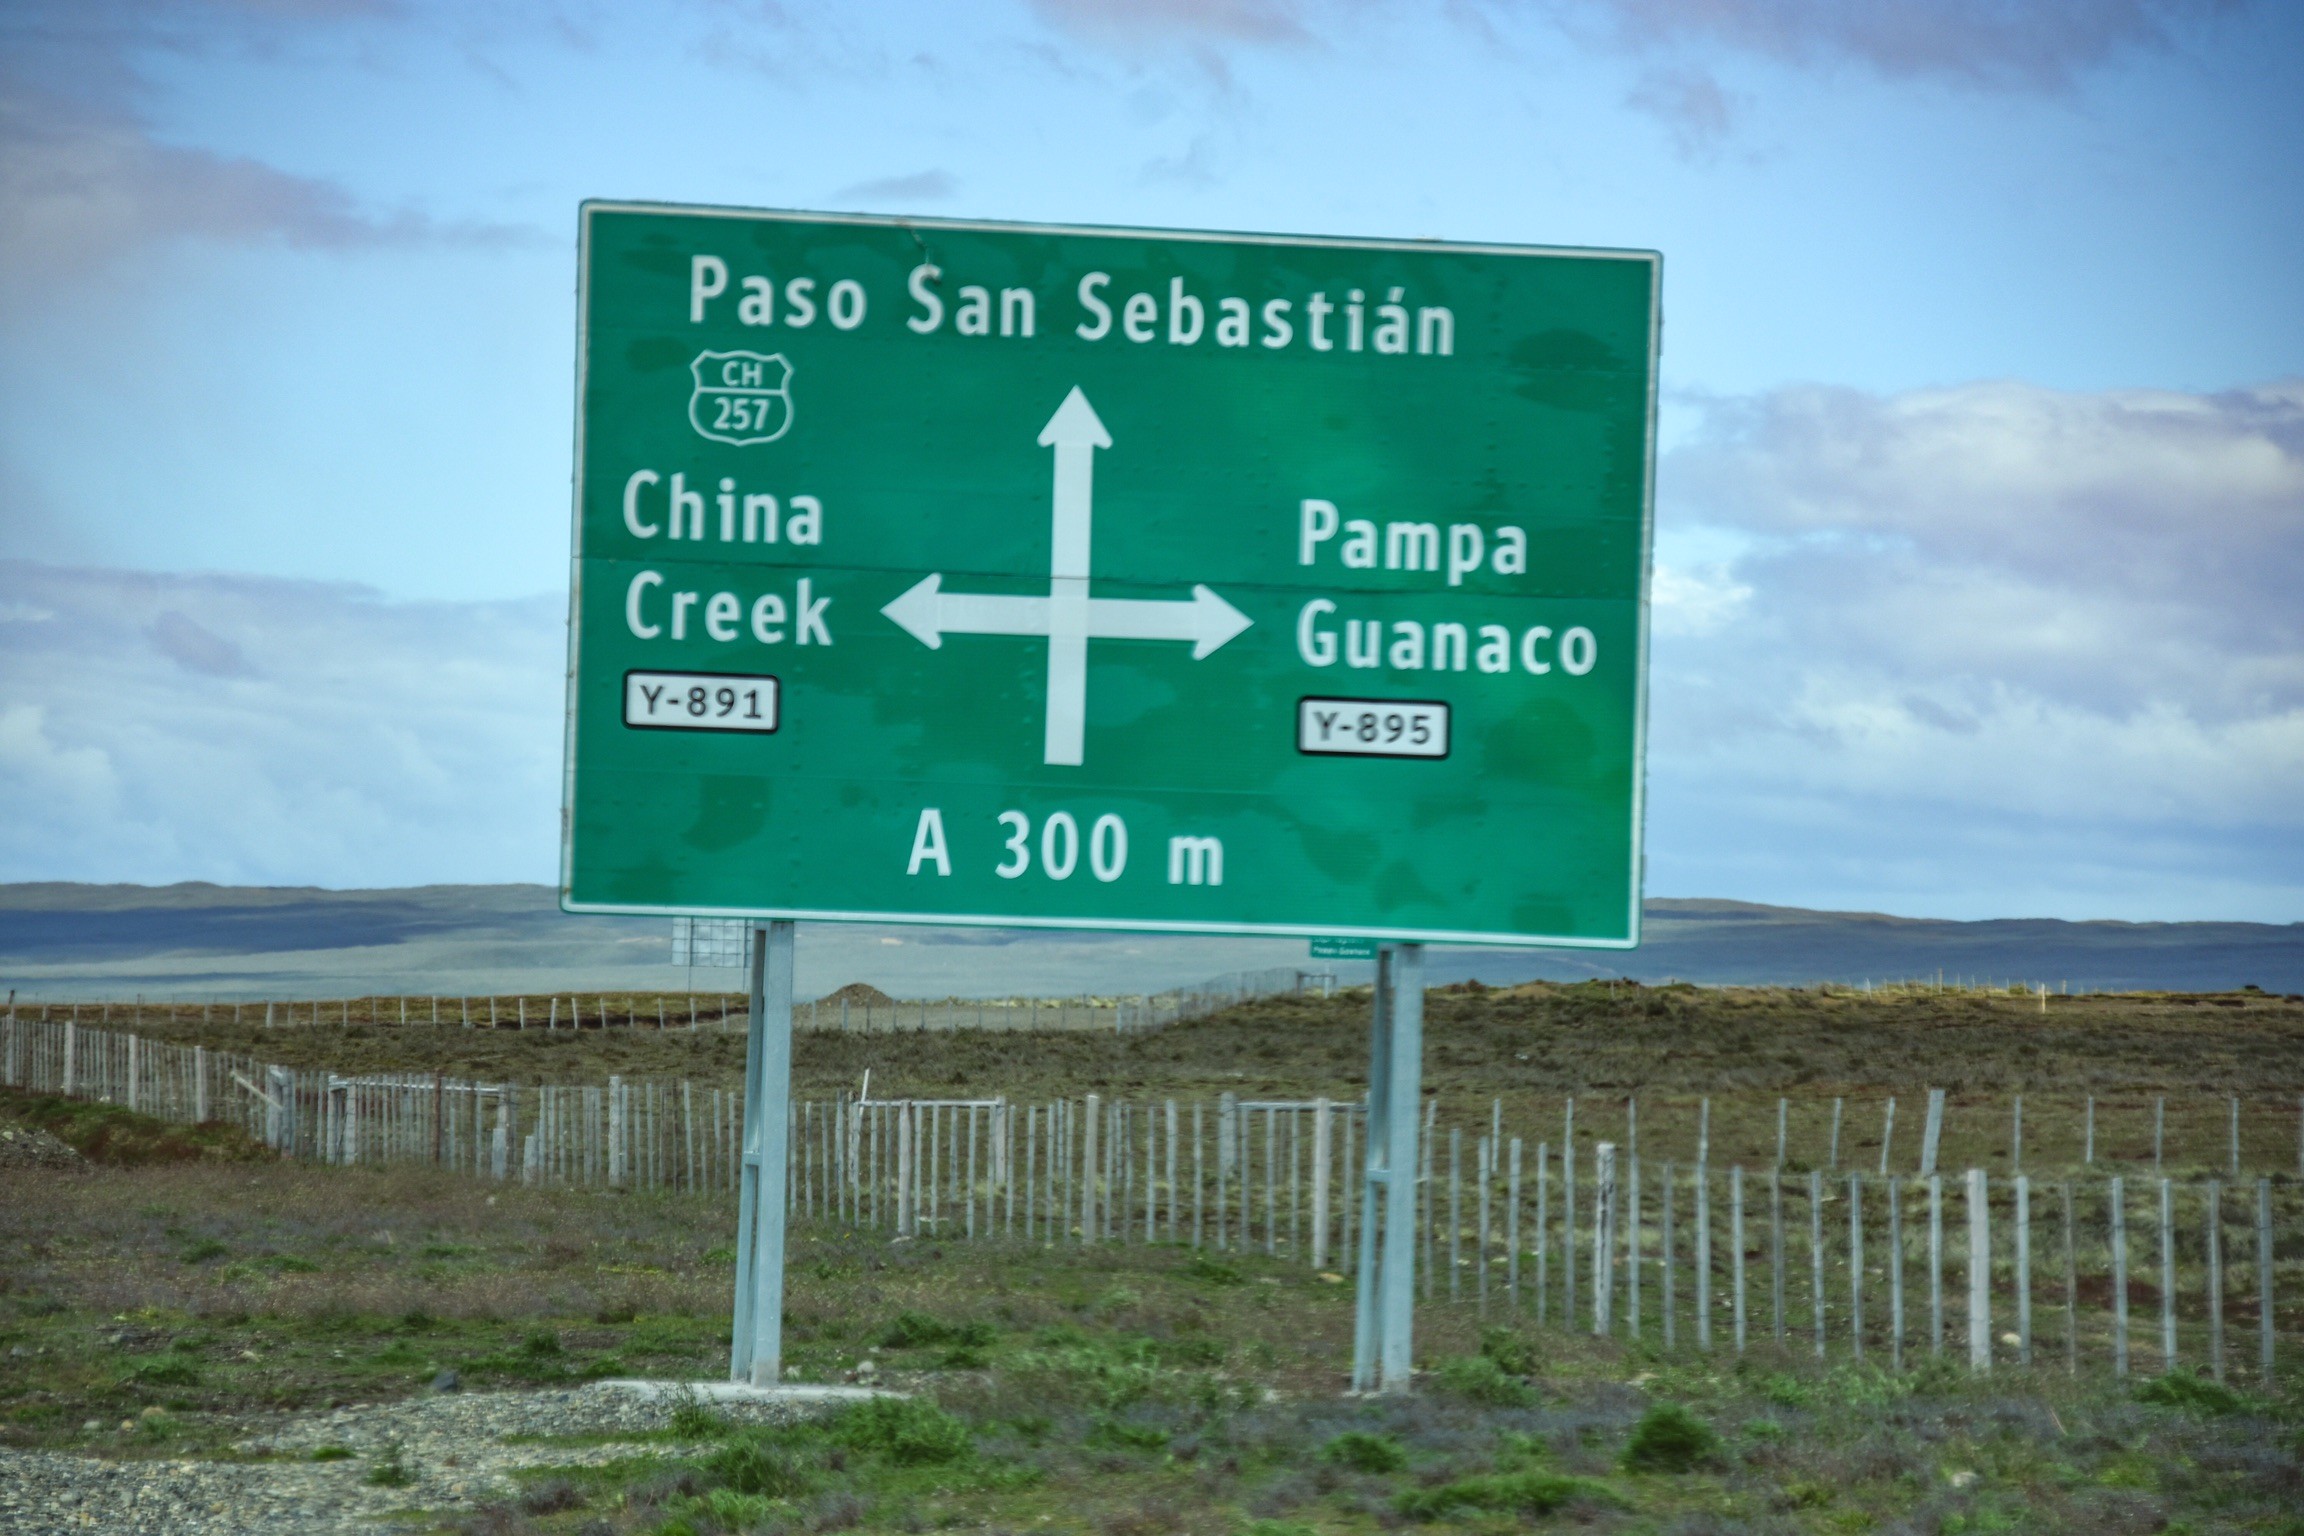 Paso San Sebastián
CH
257
China
Creek
Y-891
Pampa
Guanaco
Y-895
A 300 m